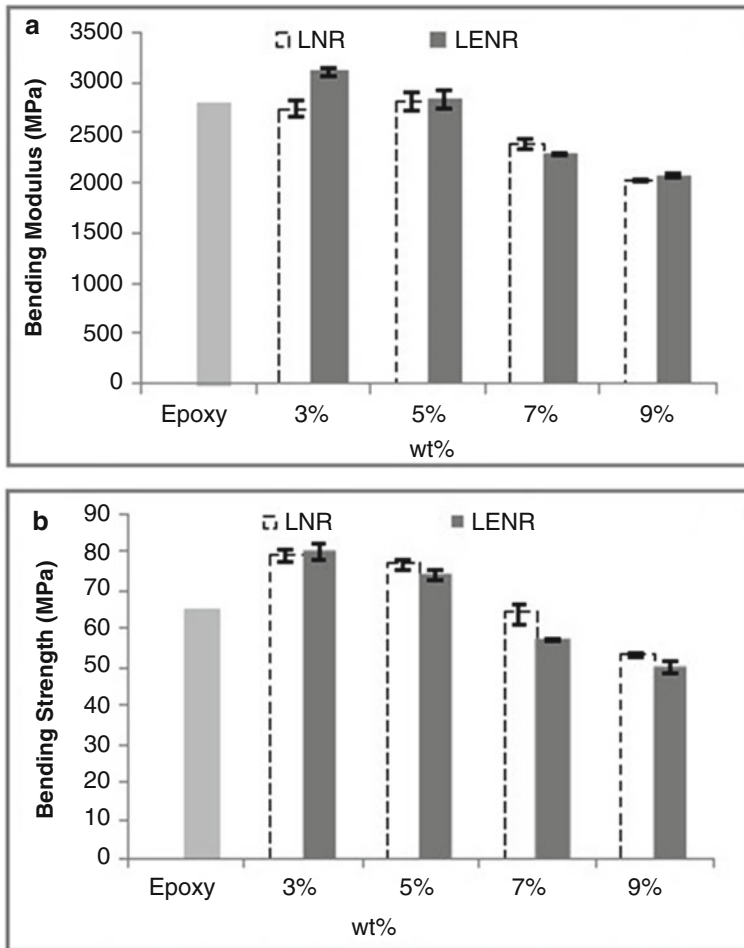 a
LNR LENR
Bending Modulus (MPa)
3500
3000
2500
2000
1500
1000
500
0
Epoxy 3% 5% 7% 9%
wt%
b
LNR LENR
Bending Strength (MPa)
90
80
70
60
50
40
30
20
10
0
Epoxy 3% 5% 7% 9%
wt%